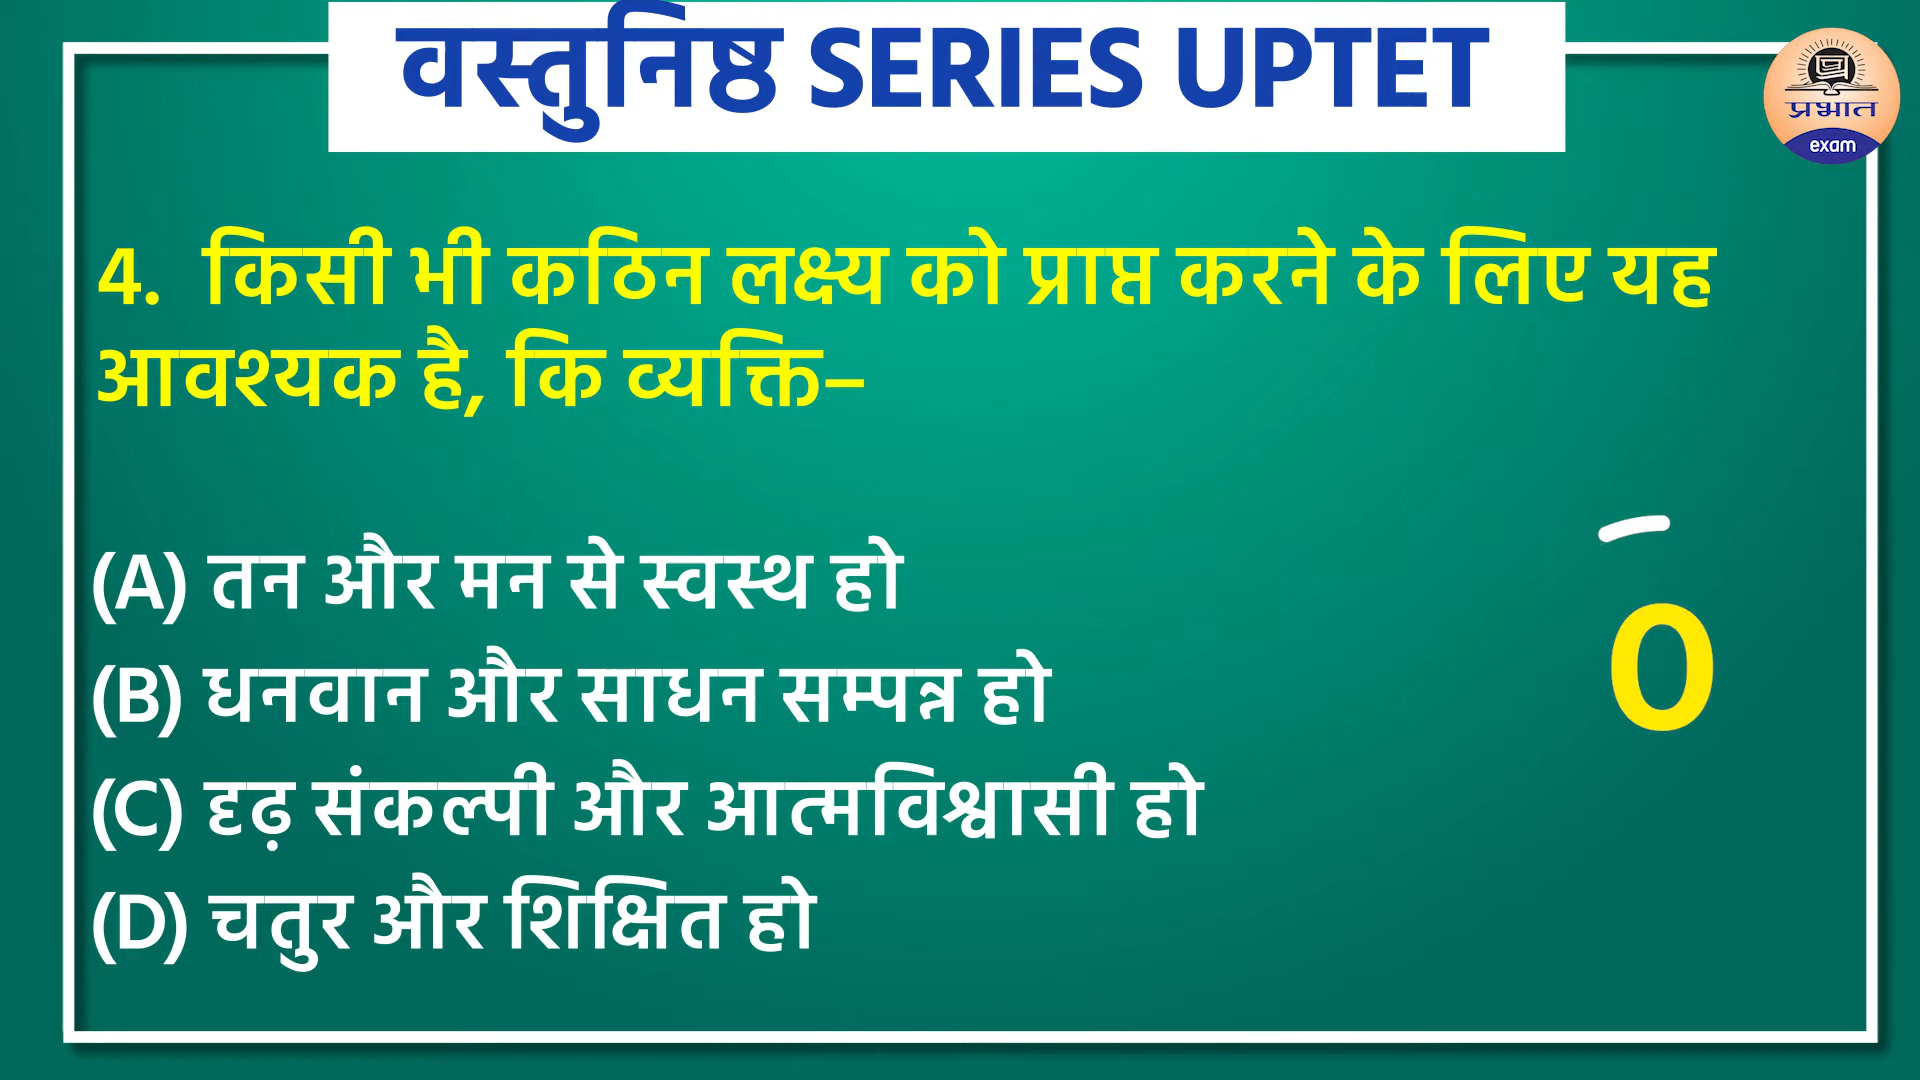 वस्तुनिष्ठ SERIES UPTET
प्रभात
exam
4. किसी भी कठिन लक्ष्य को प्राप्त करने के लिए यह
आवश्यक है, कि व्यक्ति–
(A) तन और मन से स्वस्थ हो
(B) धनवान और साधन सम्पन्न हो
(C) दृढ़ संकल्पी और आत्मविश्वासी हो
(D) चतुर और शिक्षित हो
0